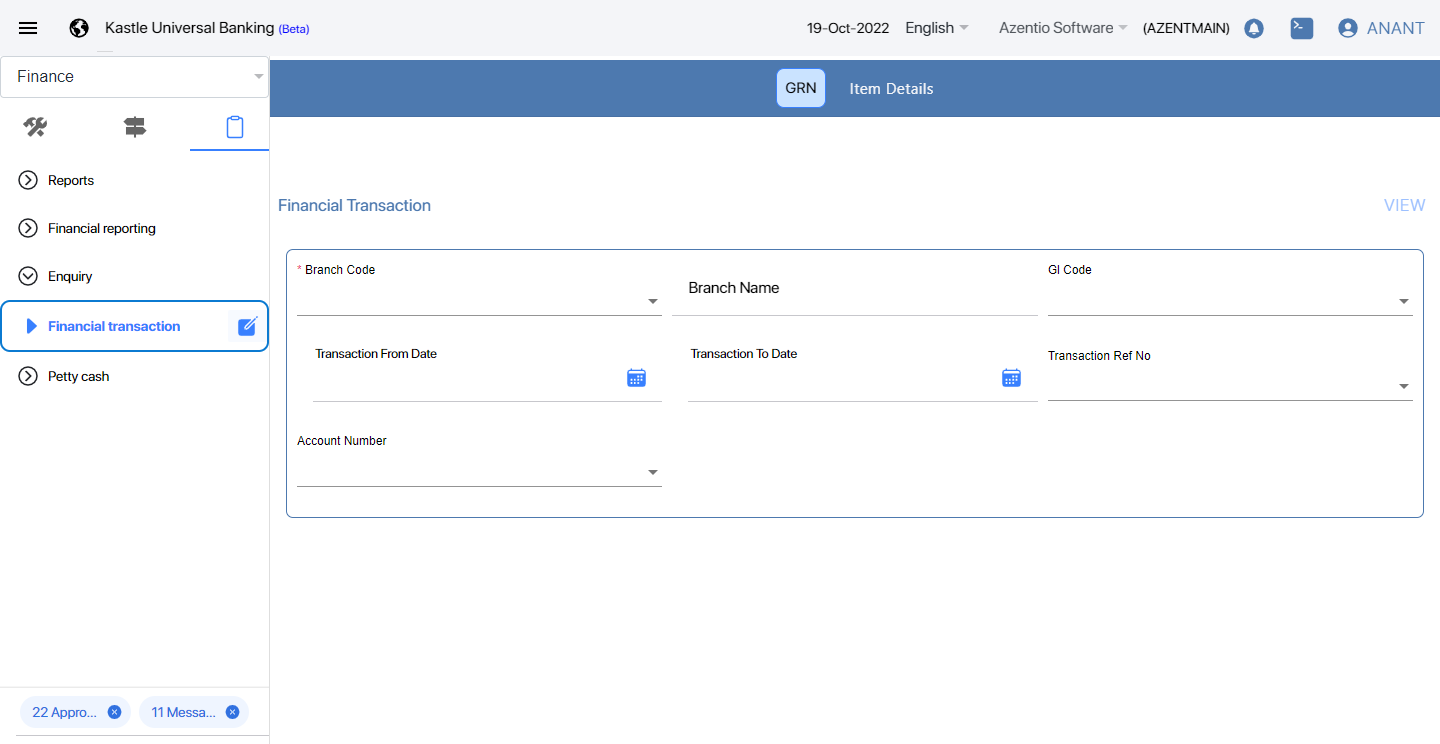 Kastle Universal Banking (Beta)
19-Oct-2022 English Azentio Software (AZENTMAIN) ANANT
Finance
GRN Item Details
Reports
Financial reporting
Enquiry
Financial transaction
Petty cash
22 Appro... 11 Messa...
Financial Transaction VIEW
* Branch Code
Branch Name
Gl Code
Transaction From Date
Transaction To Date
Transaction Ref No
Account Number